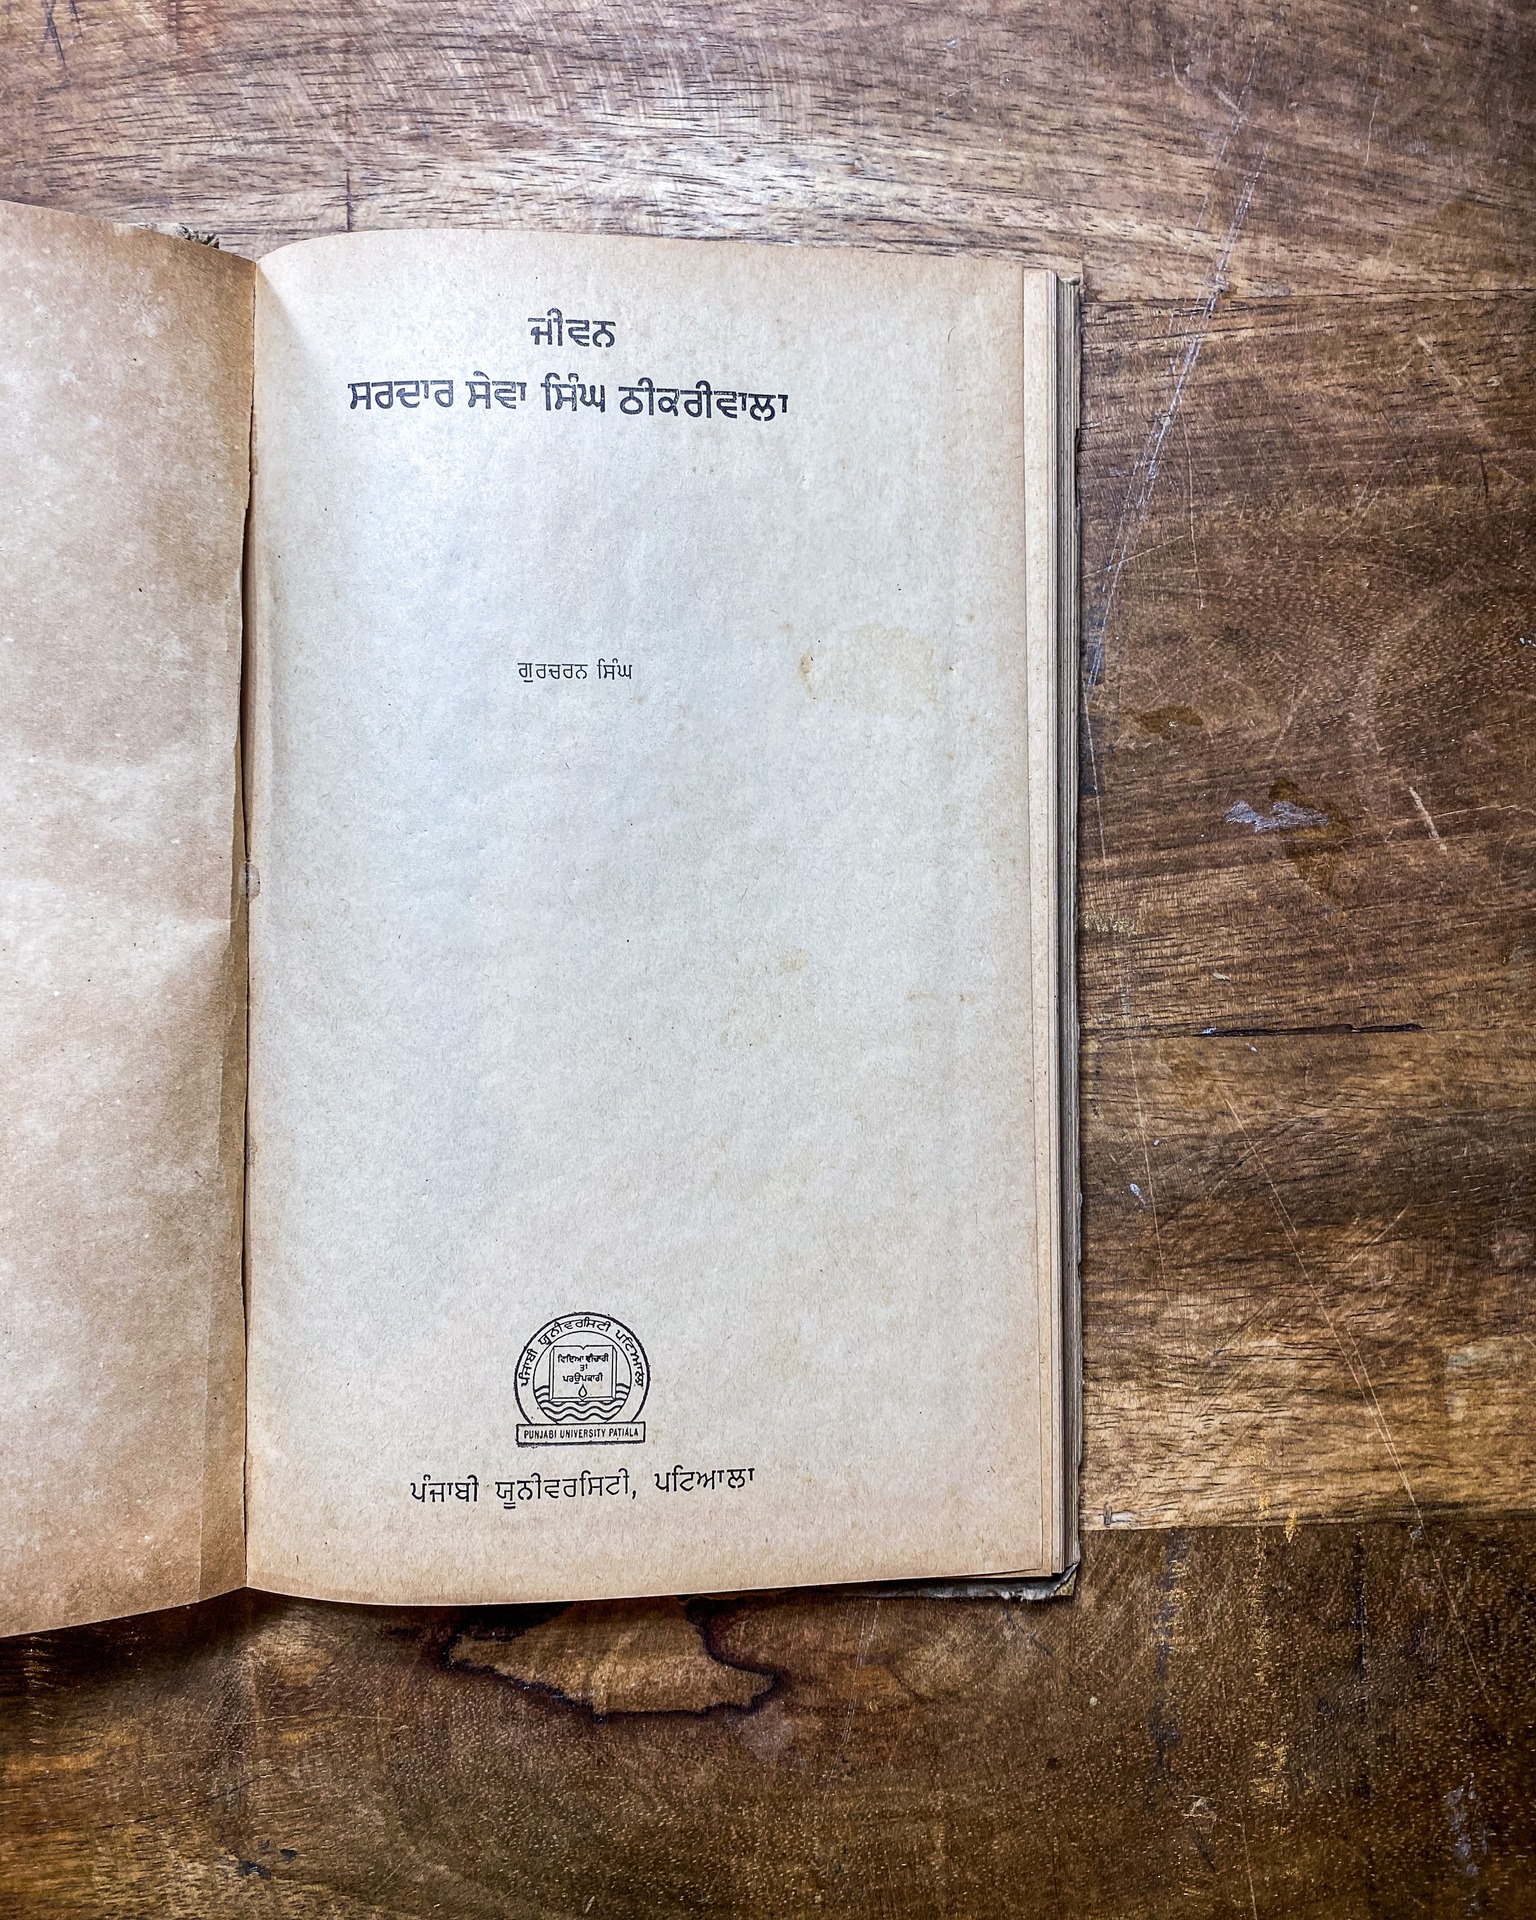 ਜੀਵਨ
ਸਰਦਾਰ ਸੇਵਾ ਸਿੰਘ ਠੀਕਰੀਵਾਲਾ
ਗੁਰਚਰਨ ਸਿੰਘ
ਪੰਜਾਬੀ ਯੂਨੀਵਰਸਿਟੀ ਪਟਿਆਲਾ
ਵਿਦਿਆ ਵੀਚਾਰੀ
ਤਾਂ
ਪਰਉਪਕਾਰੀ
PUNJABI UNIVERSITY PATIALA
ਪੰਜਾਬੀ ਯੂਨੀਵਰਸਿਟੀ, ਪਟਿਆਲਾ